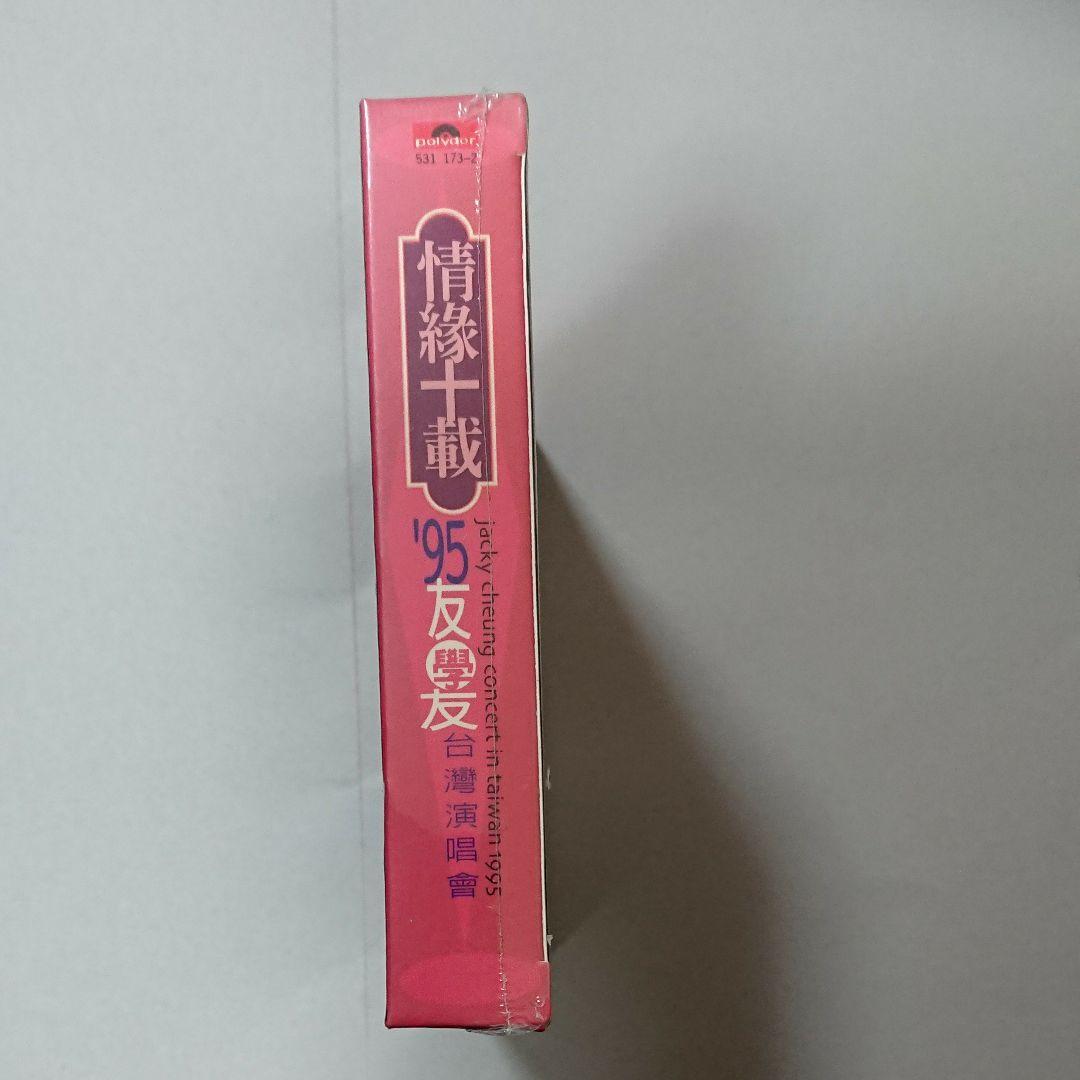 polydor
531 173-2
情緣十載
'95
友學友
台灣演唱會
jacky cheung concert in taiwan 1995